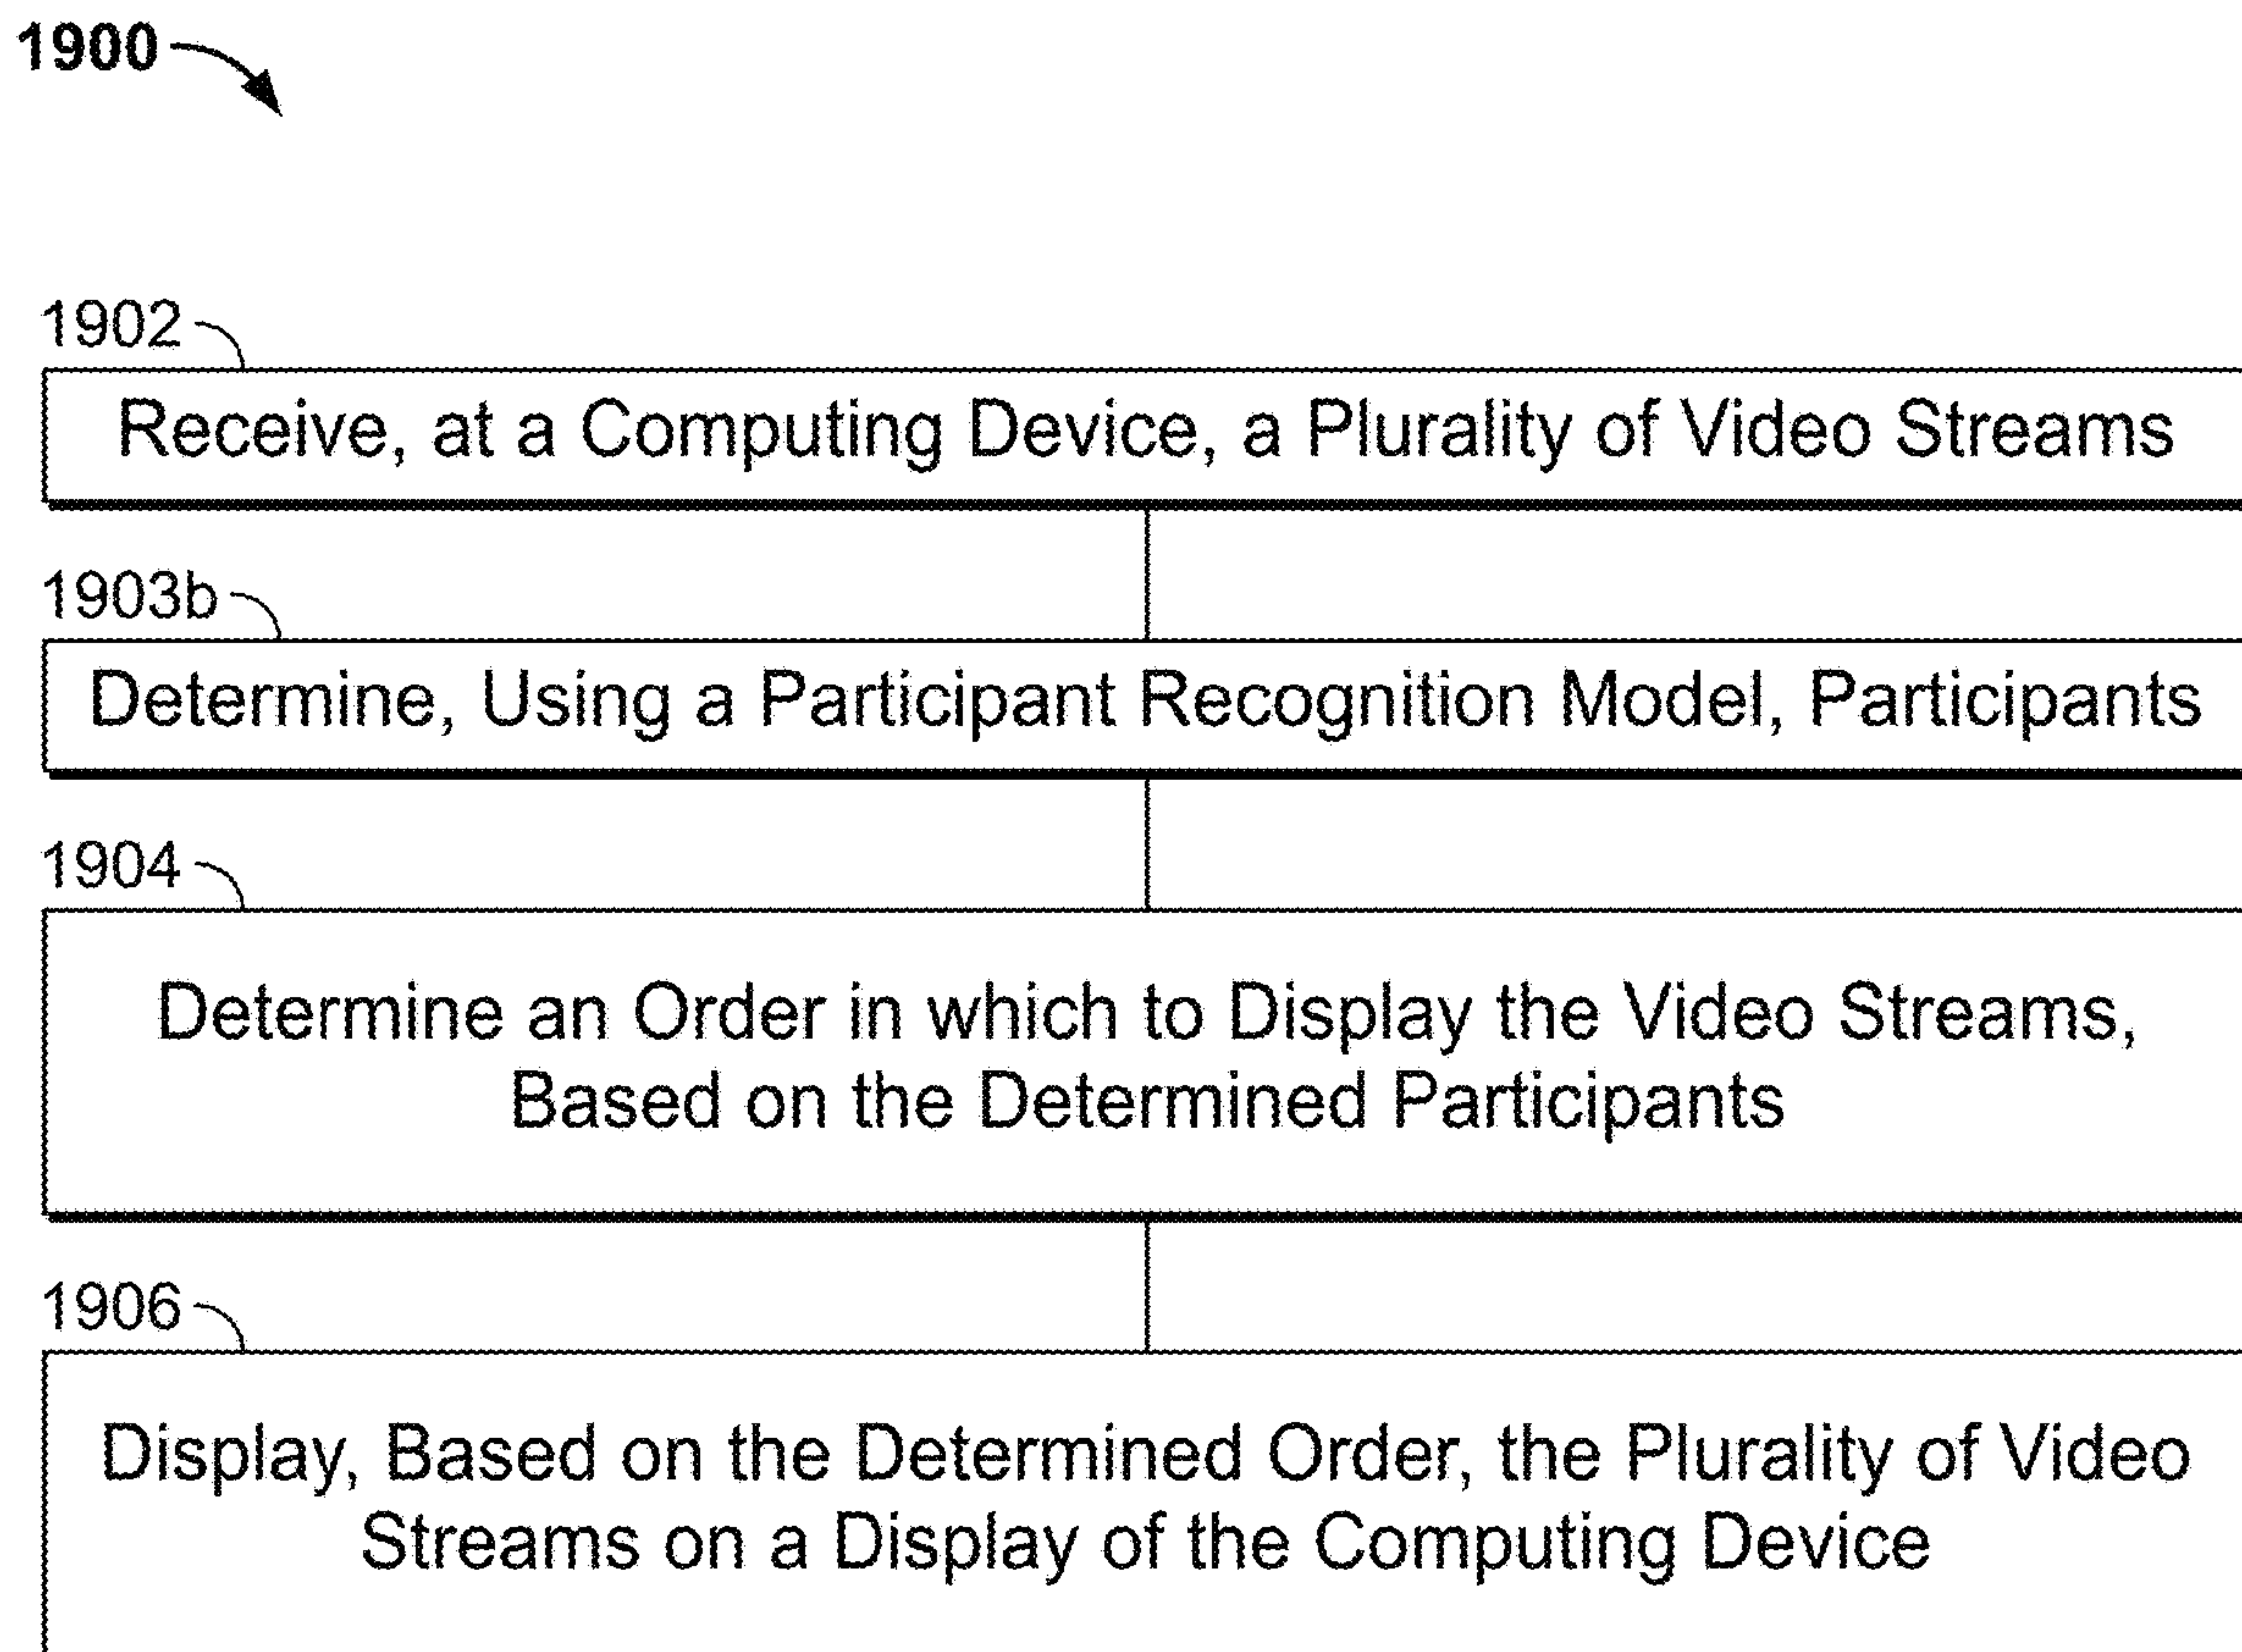 1900
1902
Receive, at a Computing Device, a Plurality of Video Streams
1903b
Determine, Using a Participant Recognition Model, Participants
1904
Determine an Order in which to Display the Video Streams,
Based on the Determined Participants
1906
Display, Based on the Determined Order, the Plurality of Video
Streams on a Display of the Computing Device